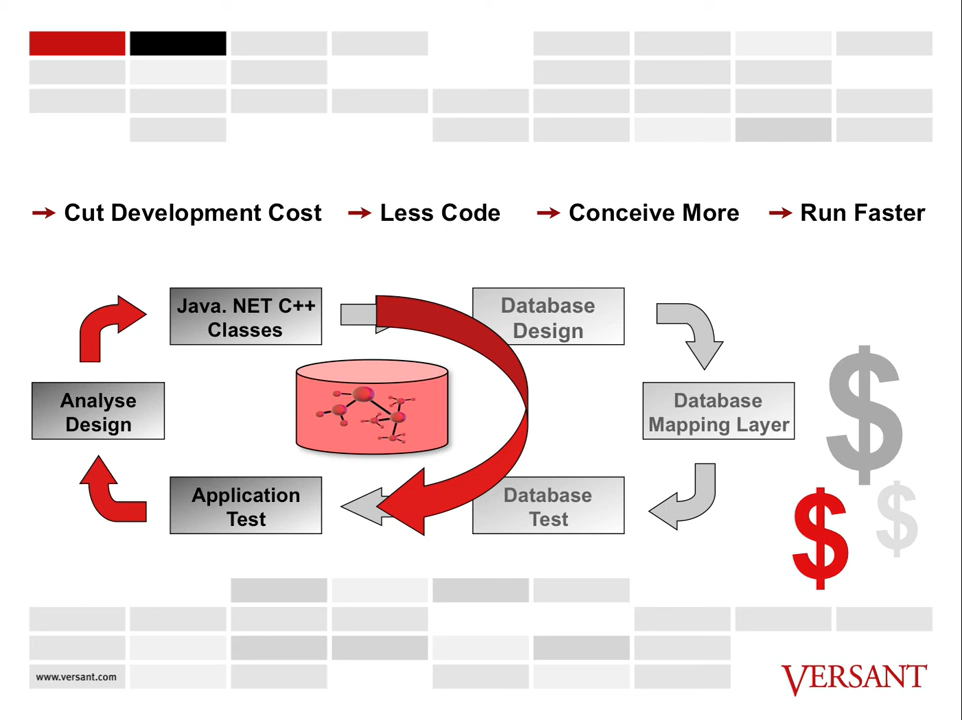 → Cut Development Cost → Less Code → Conceive More → Run Faster
Java. NET C++
Classes
Database
Design
Analyse
Design
Database
Mapping Layer
Application
Test
Database
Test
$
$
$
www.versant.com
VERSANT